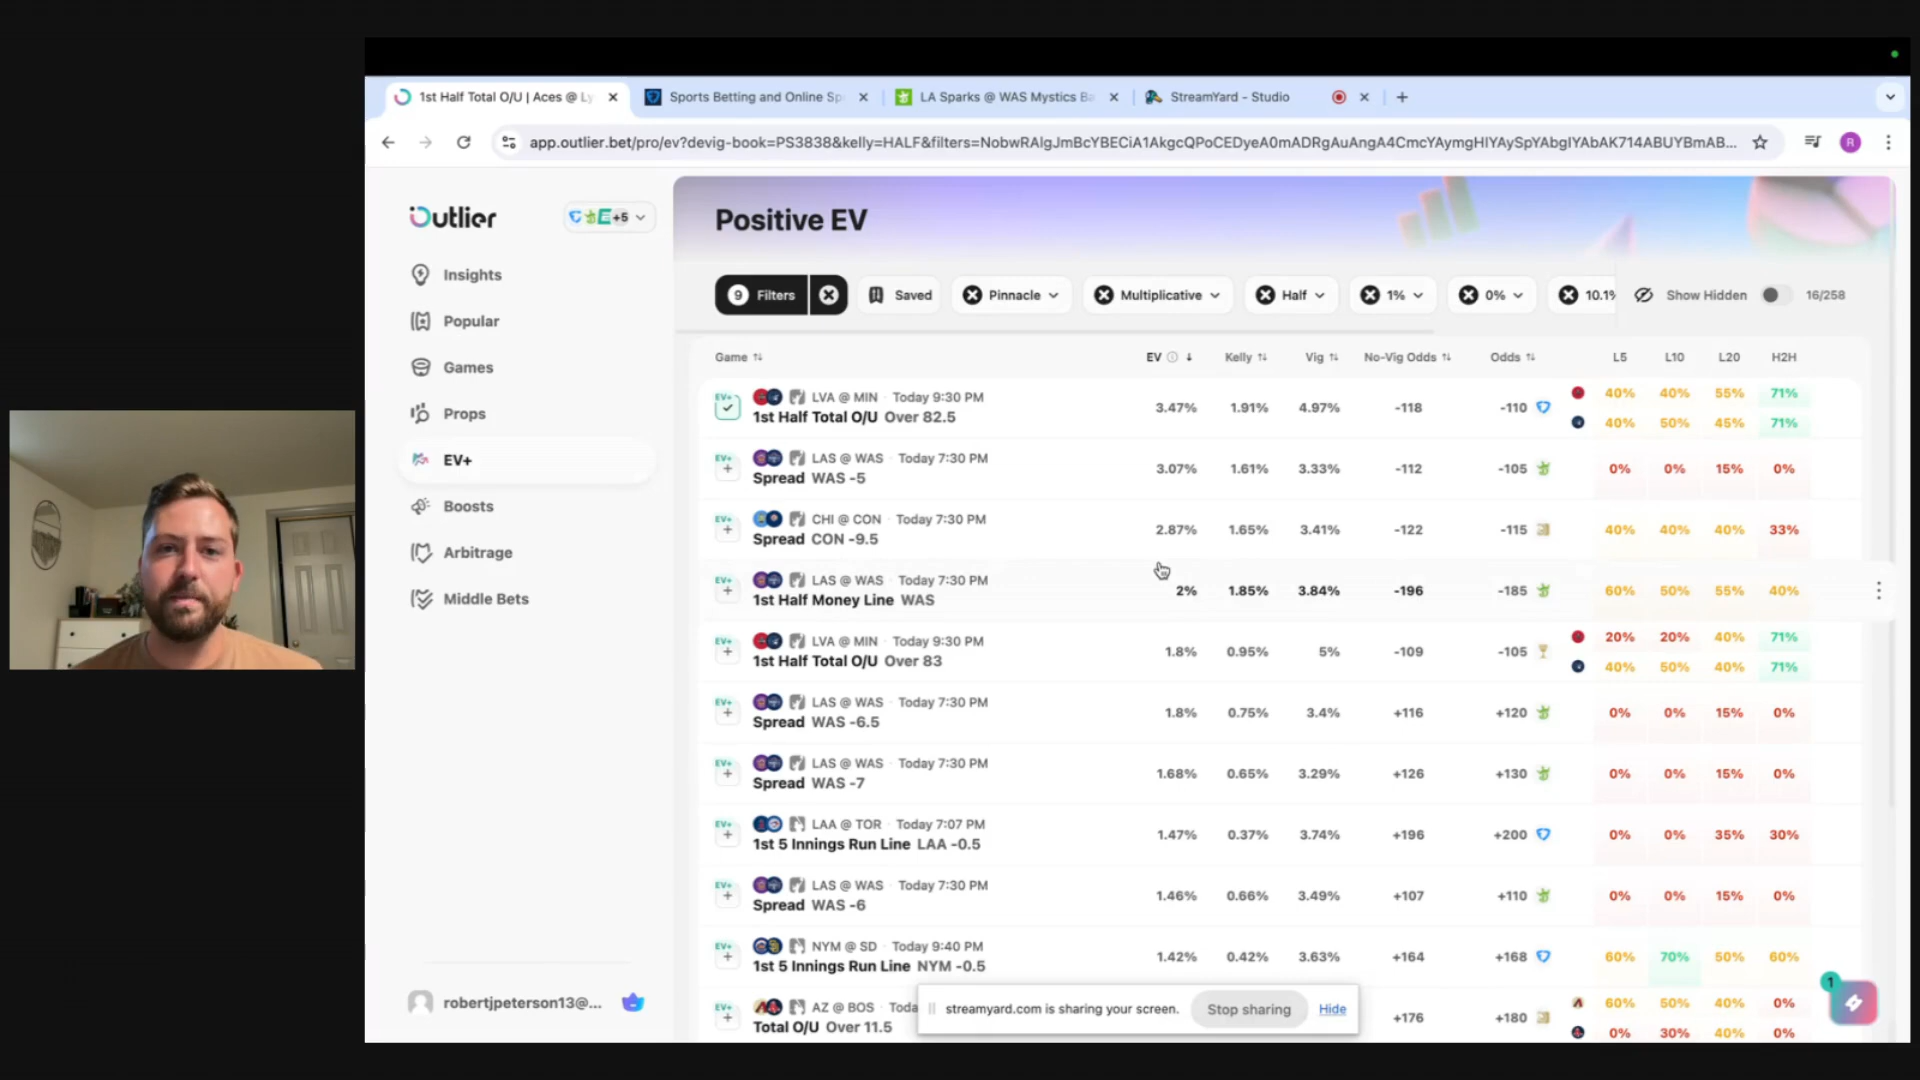 1st Half Total O/U | Aces @ Ly
Sports Betting and Online Sp
LA Sparks @ WAS Mystics Ba
StreamYard - Studio
app.outlier.bet/pro/ev?devig-book=PS3838&kelly=HALF&filters=NobwRAlgJmBcYBECiA1AkgcQPoCEDyeA0mADRgAuAngA4CmcYAymgHIYAySpYAbgIYAbAK714ABUYBmAB...
R
Outlier
+5
Insights
Popular
Games
Props
EV+
Boosts
Arbitrage
Middle Bets
robertjpeterson13@...
Positive EV
9 Filters
Saved
Pinnacle
Multiplicative
Half
1%
0%
10.1%
Show Hidden
16/258
Game EV Kelly Vig No-Vig Odds Odds L5 L10 L20 H2H
EV+ LVA @ MIN · Today 9:30 PM
1st Half Total O/U Over 82.5
3.47% 1.91% 4.97% -118 -110
40% 40% 55% 71%
40% 50% 45% 71%
EV+ LAS @ WAS · Today 7:30 PM
Spread WAS -5
3.07% 1.61% 3.33% -112 -105 0% 0% 15% 0%
EV+ CHI @ CON · Today 7:30 PM
Spread CON -9.5
2.87% 1.65% 3.41% -122 -115 40% 40% 40% 33%
EV+ LAS @ WAS · Today 7:30 PM
1st Half Money Line WAS
2% 1.85% 3.84% -196 -185 60% 50% 55% 40%
EV+ LVA @ MIN · Today 9:30 PM
1st Half Total O/U Over 83
1.8% 0.95% 5% -109 -105
20% 20% 40% 71%
40% 50% 40% 71%
EV+ LAS @ WAS · Today 7:30 PM
Spread WAS -6.5
1.8% 0.75% 3.4% +116 +120 0% 0% 15% 0%
EV+ LAS @ WAS · Today 7:30 PM
Spread WAS -7
1.68% 0.65% 3.29% +126 +130 0% 0% 15% 0%
EV+ LAA @ TOR · Today 7:07 PM
1st 5 Innings Run Line LAA -0.5
1.47% 0.37% 3.74% +196 +200 0% 0% 35% 30%
EV+ LAS @ WAS · Today 7:30 PM
Spread WAS -6
1.46% 0.66% 3.49% +107 +110 0% 0% 15% 0%
EV+ NYM @ SD · Today 9:40 PM
1st 5 Innings Run Line NYM -0.5
1.42% 0.42% 3.63% +164 +168 60% 70% 50% 60%
EV+ AZ @ BOS · Toda
Total O/U Over 11.5
+176 +180
60% 50% 40% 0%
0% 30% 40% 0%
streamyard.com is sharing your screen.
Stop sharing
Hide
1